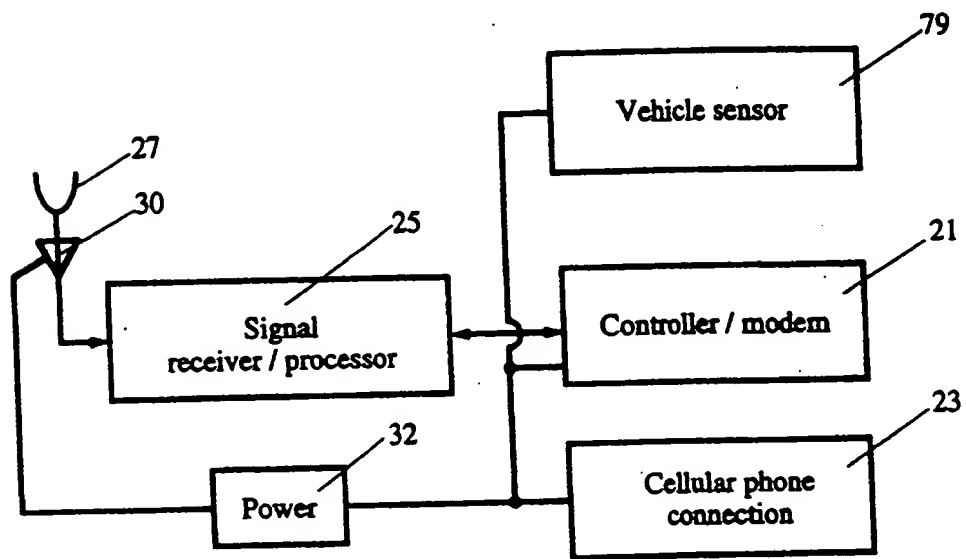 79
Vehicle sensor
27
30
25
21
Signal
receiver / processor
Controller / modem
32
23
Power
Cellular phone
connection